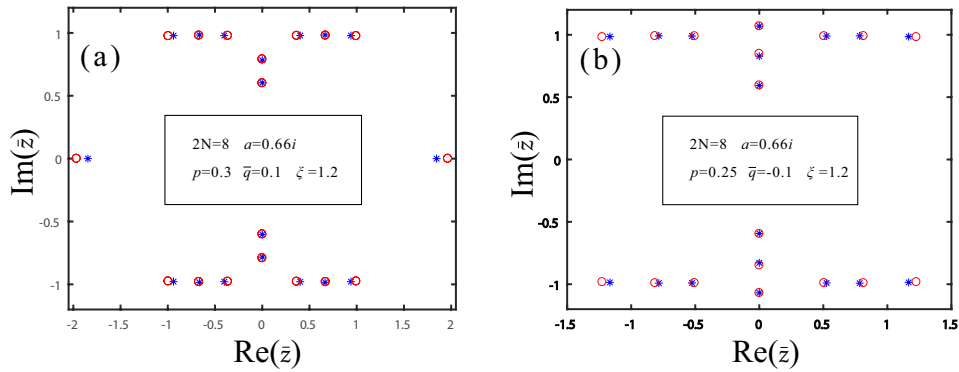 (a)
Im(z̄)
1
0.5
0
-0.5
-1
2N=8 a=0.66i
p=0.3 q̄=0.1 ξ=1.2
-2 -1.5 -1 -0.5 0 0.5 1 1.5 2
Re(z̄)
(b)
Im(z̄)
1
0.5
0
-0.5
-1
2N=8 a=0.66i
p=0.25 q̄=-0.1 ξ=1.2
-1.5 -1 -0.5 0 0.5 1 1.5
Re(z̄)